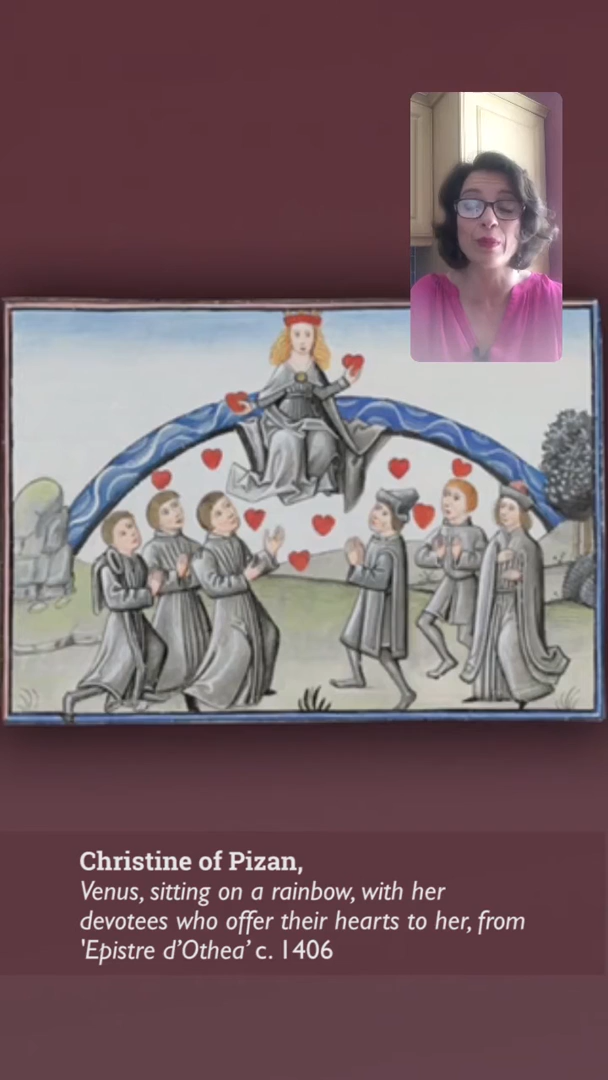 Christine of Pizan,
Venus, sitting on a rainbow, with her
devotees who offer their hearts to her, from
'Epistre d’Othea’ c. 1406